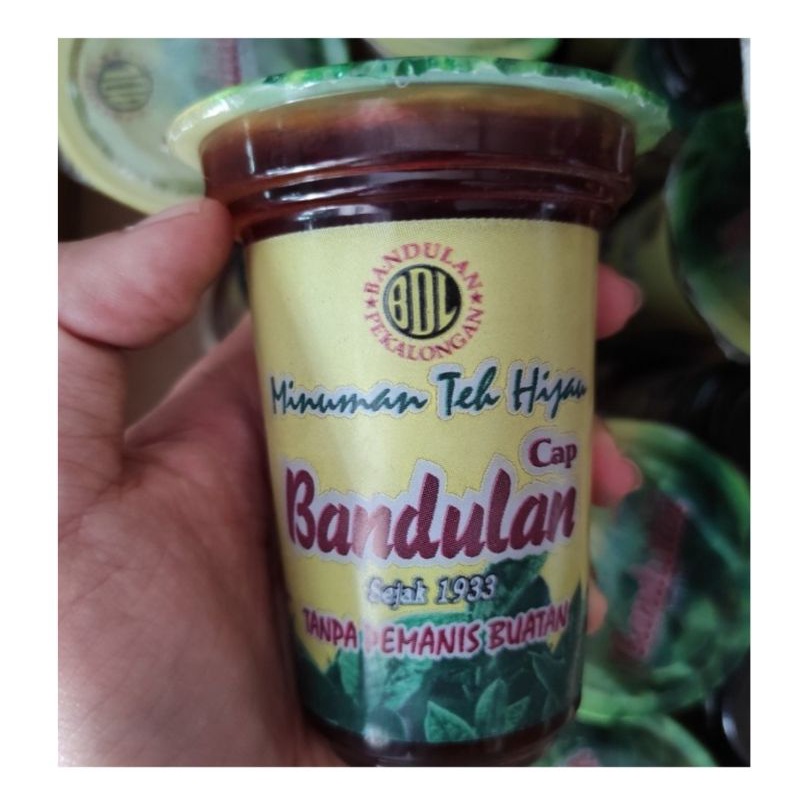 BANDULAN
BDL
PEKALONGAN
Minuman Teh Hijau
Cap
Bandulan
Sejak 1933
TANPA PEMANIS BUATAN